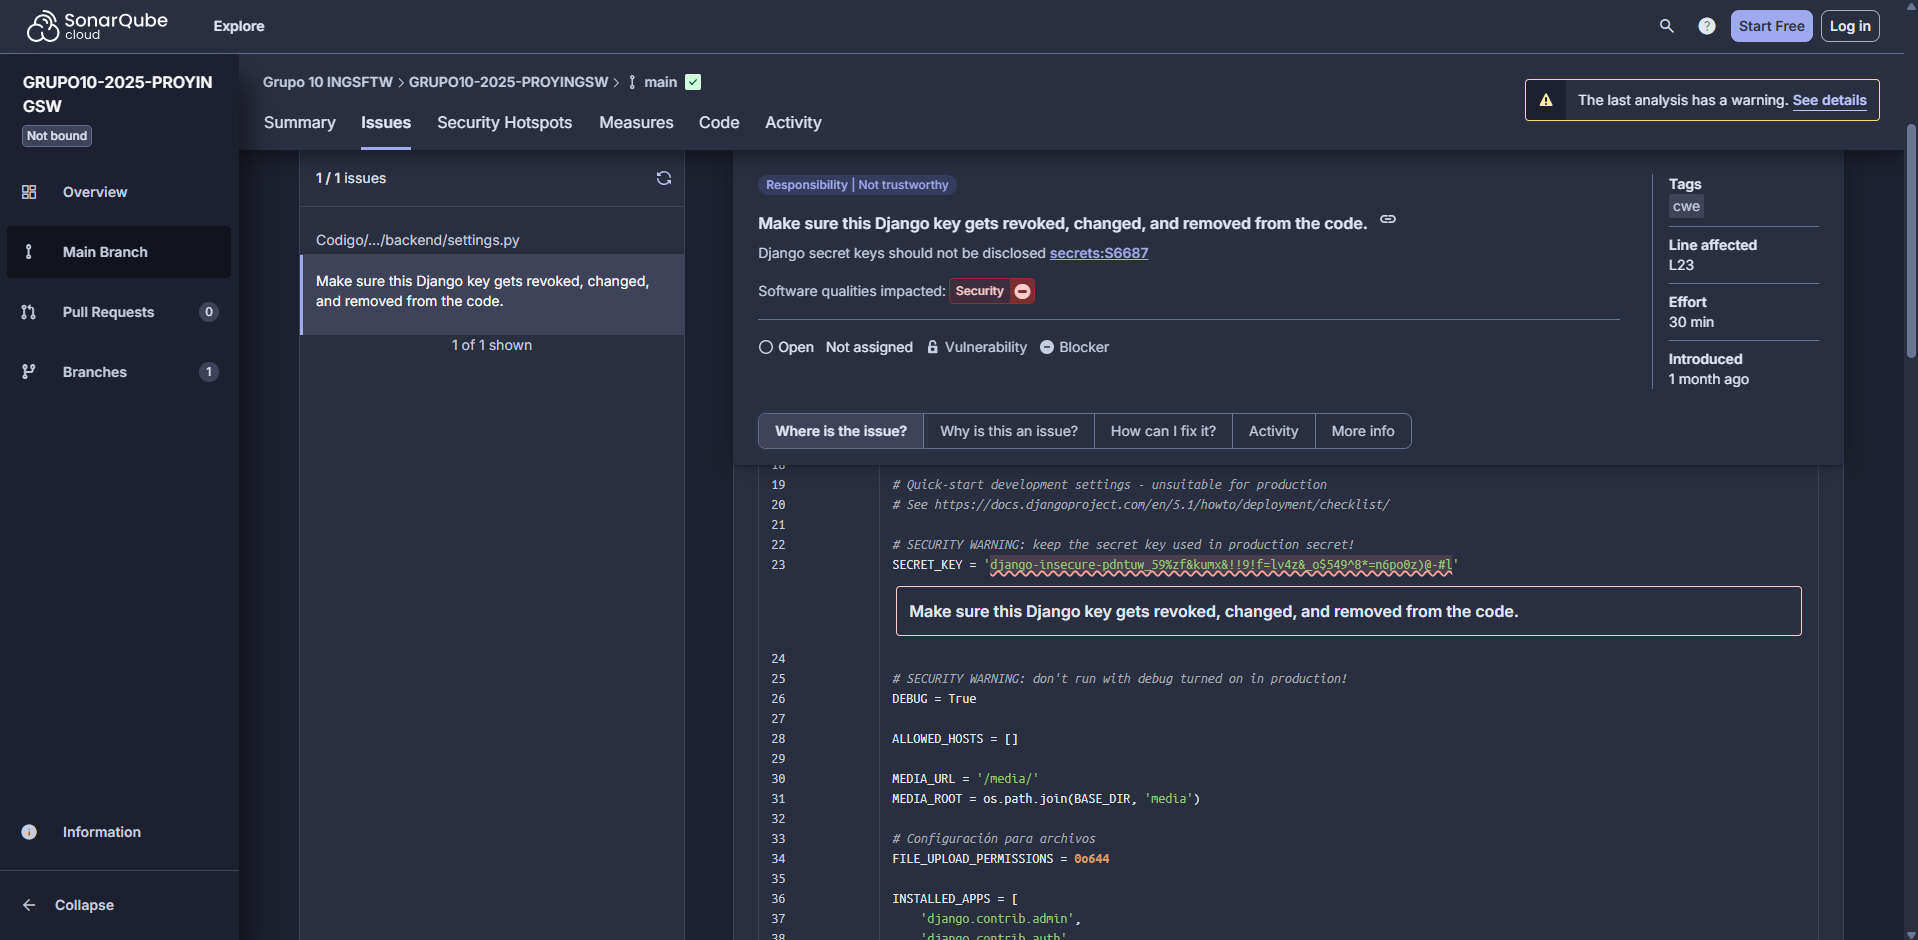 SonarQube cloud
Explore
Start Free
Log in
GRUPO10-2025-PROYIN
GSW
Not bound
Overview
Main Branch
Pull Requests 0
Branches 1
Information
Collapse
Grupo 10 INGSFTW > GRUPO10-2025-PROYINGSW > main
The last analysis has a warning. See details
Summary Issues Security Hotspots Measures Code Activity
1 / 1 issues
Codigo/.../backend/settings.py
Make sure this Django key gets revoked, changed,
and removed from the code.
1 of 1 shown
Responsibility | Not trustworthy
Make sure this Django key gets revoked, changed, and removed from the code.
Django secret keys should not be disclosed secrets:S6687
Software qualities impacted: Security
Open Not assigned Vulnerability Blocker
Tags
cwe
Line affected
L23
Effort
30 min
Introduced
1 month ago
Where is the issue? Why is this an issue? How can I fix it? Activity More info
18
19 # Quick-start development settings - unsuitable for production
20 # See https://docs.djangoproject.com/en/5.1/howto/deployment/checklist/
21
22 # SECURITY WARNING: keep the secret key used in production secret!
23 SECRET_KEY = 'django-insecure-pdntuw_59%zf&kumx&!!9!f=lv4z&_o$549^8*=n6po0z)@-#l'
Make sure this Django key gets revoked, changed, and removed from the code.
24
25 # SECURITY WARNING: don't run with debug turned on in production!
26 DEBUG = True
27
28 ALLOWED_HOSTS = []
29
30 MEDIA_URL = '/media/'
31 MEDIA_ROOT = os.path.join(BASE_DIR, 'media')
32
33 # Configuración para archivos
34 FILE_UPLOAD_PERMISSIONS = 0o644
35
36 INSTALLED_APPS = [
37 'django.contrib.admin',
38 'django.contrib.auth'